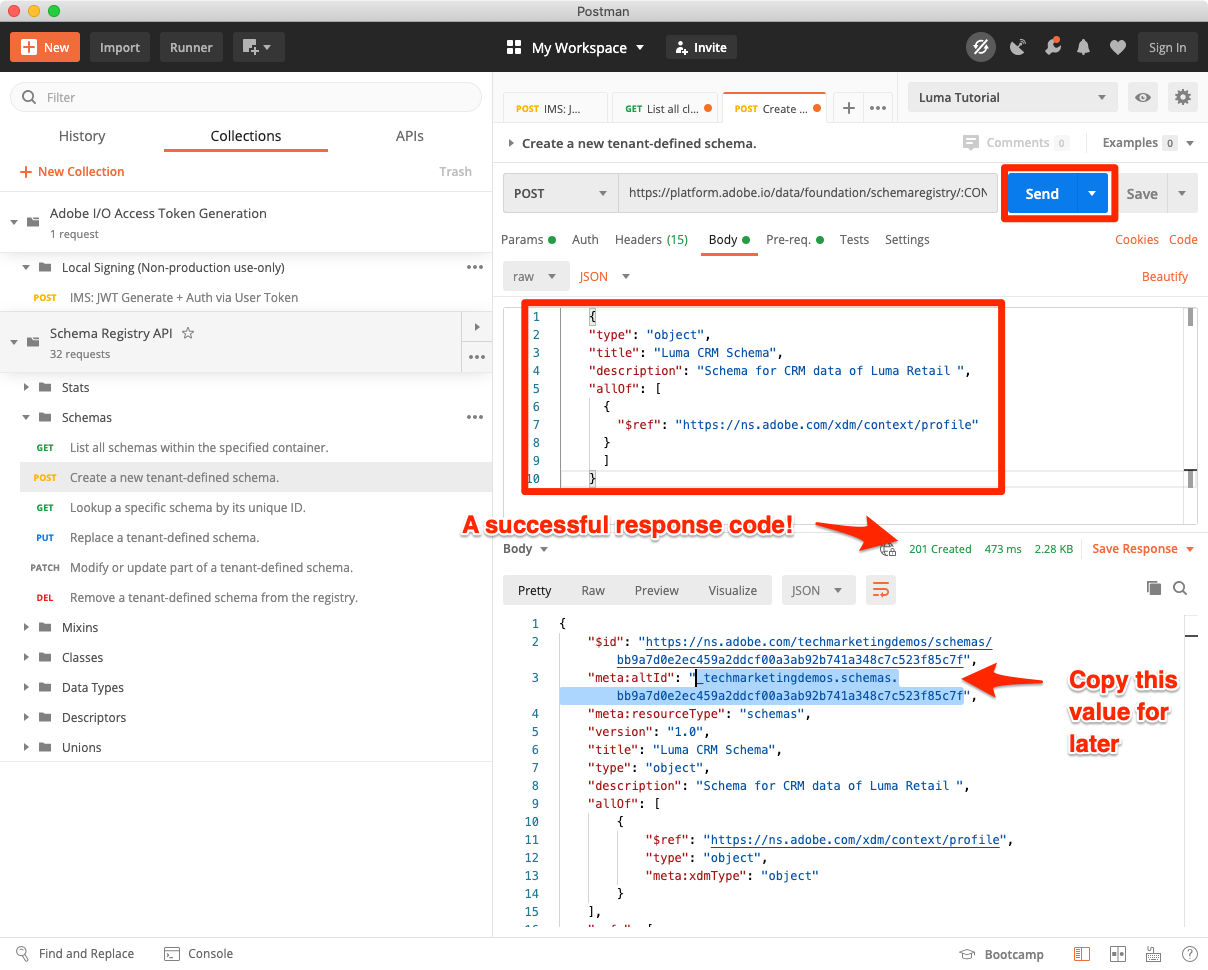 Postman
New
Import
Runner
My Workspace
Invite
Sign In
Filter
History
Collections
APIs
New Collection
Trash
Adobe I/O Access Token Generation
1 request
Local Signing (Non-production use-only)
POST IMS: JWT Generate + Auth via User Token
Schema Registry API
32 requests
Stats
Schemas
GET List all schemas within the specified container.
POST Create a new tenant-defined schema.
GET Lookup a specific schema by its unique ID.
PUT Replace a tenant-defined schema.
PATCH Modify or update part of a tenant-defined schema.
DEL Remove a tenant-defined schema from the registry.
Mixins
Classes
Data Types
Descriptors
Unions
POST IMS: J...
GET List all cl...
POST Create ...
Luma Tutorial
Create a new tenant-defined schema.
Comments 0
Examples 0
POST
https://platform.adobe.io/data/foundation/schemaregistry/:CON
Send
Save
Params
Auth
Headers (15)
Body
Pre-req.
Tests
Settings
Cookies
Code
raw
JSON
Beautify
1 {
2 "type": "object",
3 "title": "Luma CRM Schema",
4 "description": "Schema for CRM data of Luma Retail ",
5 "allOf": [
6 {
7 "$ref": "https://ns.adobe.com/xdm/context/profile"
8 }
9 ]
10 }
A successful response code!
Body
201 Created
473 ms
2.28 KB
Save Response
Pretty
Raw
Preview
Visualize
JSON
1 {
2 "$id": "https://ns.adobe.com/techmarketingdemos/schemas/
bb9a7d0e2ec459a2ddcf00a3ab92b741a348c7c523f85c7f",
3 "meta:altId": "_techmarketingdemos.schemas.
bb9a7d0e2ec459a2ddcf00a3ab92b741a348c7c523f85c7f",
4 "meta:resourceType": "schemas",
5 "version": "1.0",
6 "title": "Luma CRM Schema",
7 "type": "object",
8 "description": "Schema for CRM data of Luma Retail ",
9 "allOf": [
10 {
11 "$ref": "https://ns.adobe.com/xdm/context/profile",
12 "type": "object",
13 "meta:xdmType": "object"
14 }
15 ],
Copy this
value for
later
Find and Replace
Console
Bootcamp